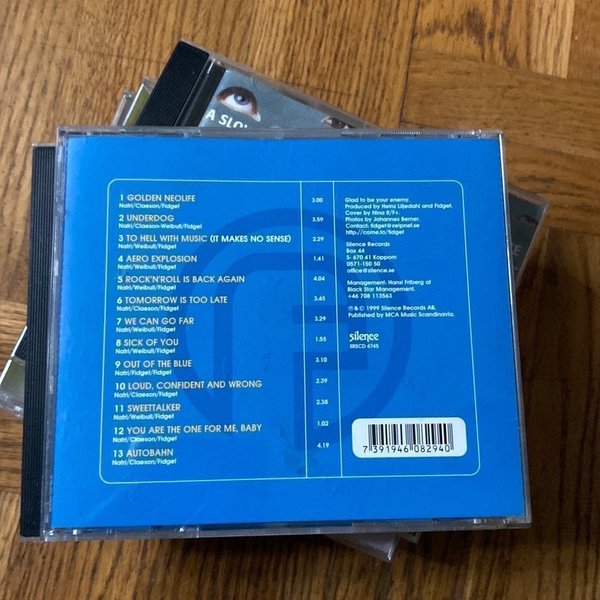 A SLOW
1 GOLDEN NEOLIFE
Natri/Claeson/Fidget
2 UNDERDOG
Natri/Claeson-Weibull/Fidget
3 TO HELL WITH MUSIC (IT MAKES NO SENSE)
Natri/Weibull/Fidget
4 AERO EXPLOSION
Natri/Claeson/Fidget
5 ROCK'N'ROLL IS BACK AGAIN
Natri/Weibull/Fidget
6 TOMORROW IS TOO LATE
Natri/Claeson/Fidget
7 WE CAN GO FAR
Natri/Weibull/Fidget
8 SICK OF YOU
Natri/Weibull/Fidget
9 OUT OF THE BLUE
Natri/Fidget/Fidget
10 LOUD, CONFIDENT AND WRONG
Natri/Claeson/Fidget
11 SWEETTALKER
Natri/Weibull/Fidget
12 YOU ARE THE ONE FOR ME, BABY
Natri/Claeson/Fidget
13 AUTOBAHN
Natri/Claeson/Fidget
3.00
3.59
2.29
4.41
4.04
3.45
3.29
1.55
3.10
2.39
2.38
1.02
4.19
Glad to be your enemy.
Produced by Heinz Liljedahl and Fidget.
Cover by Nina R/F+.
Photos by Johannes Berner.
Contact: fidget@swipnet.se
http://come.to/fidget
Silence Records
Box 44
S- 670 41 Koppom
0571-150 50
office@silence.se
Management: Hansi Friberg at
Black Star Management.
+46 708 113563
℗ & © 1999 Silence Records AB,
Published by MCA Music Scandinavia.
silence
SRSCD 4745
7 391946 082940